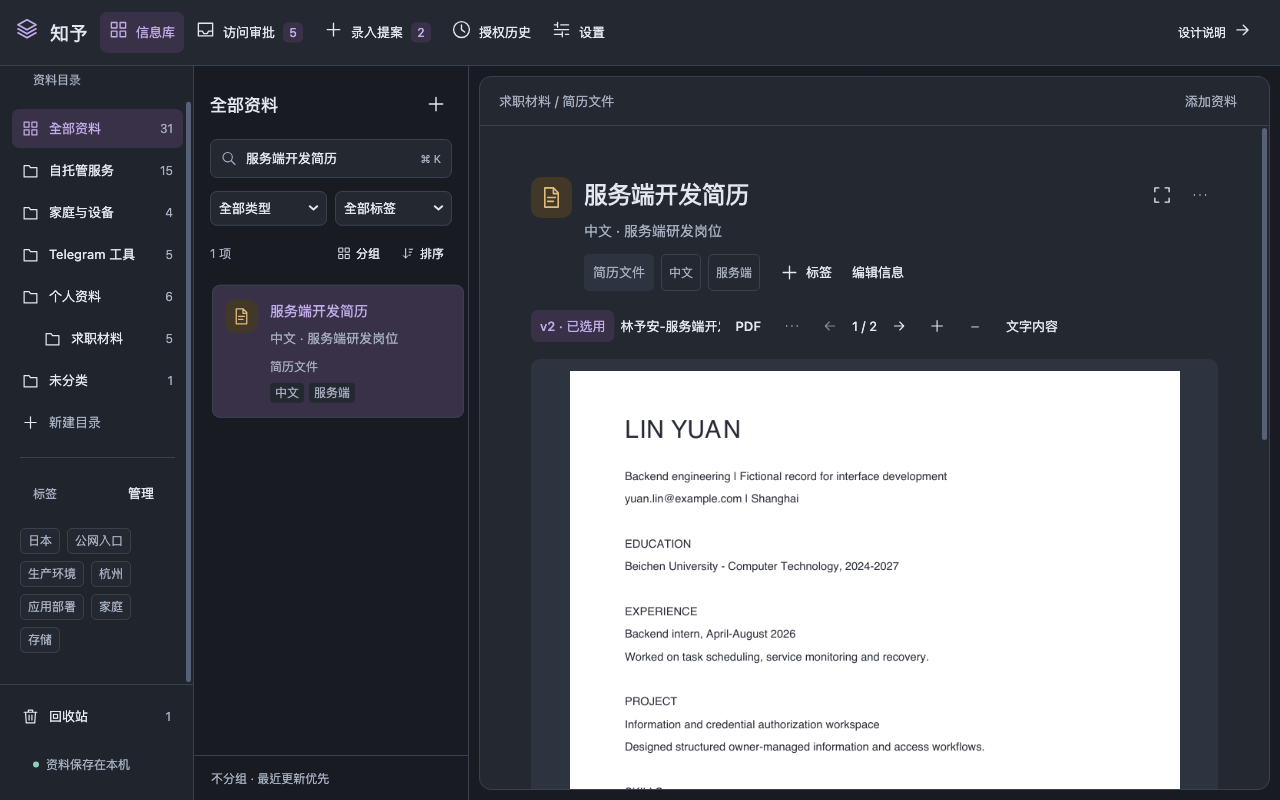 知予
信息库
访问审批 5
录入提案 2
授权历史
设置
设计说明
资料目录
全部资料 31
自托管服务 15
家庭与设备 4
Telegram 工具 5
个人资料 6
求职材料 5
未分类 1
新建目录
标签 管理
日本 公网入口
生产环境 杭州
应用部署 家庭
存储
回收站 1
资料保存在本机
全部资料
服务端开发简历 ⌘ K
全部类型 全部标签
1 项 分组 排序
服务端开发简历
中文 · 服务端研发岗位
简历文件
中文 服务端
不分组 · 最近更新优先
求职材料 / 简历文件 添加资料
服务端开发简历
中文 · 服务端研发岗位
简历文件 中文 服务端 标签 编辑信息
v2 · 已选用 林予安-服务端开 PDF 1 / 2 文字内容
LIN YUAN
Backend engineering | Fictional record for interface development
yuan.lin@example.com | Shanghai
EDUCATION
Beichen University - Computer Technology, 2024-2027
EXPERIENCE
Backend intern, April-August 2026
Worked on task scheduling, service monitoring and recovery.
PROJECT
Information and credential authorization workspace
Designed structured owner-managed information and access workflows.